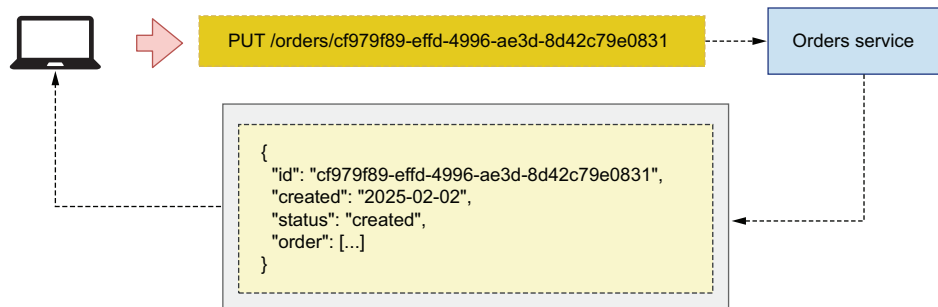 PUT /orders/cf979f89-effd-4996-ae3d-8d42c79e0831
Orders service
{
"id": "cf979f89-effd-4996-ae3d-8d42c79e0831",
"created": "2025-02-02",
"status": "created",
"order": [...]
}